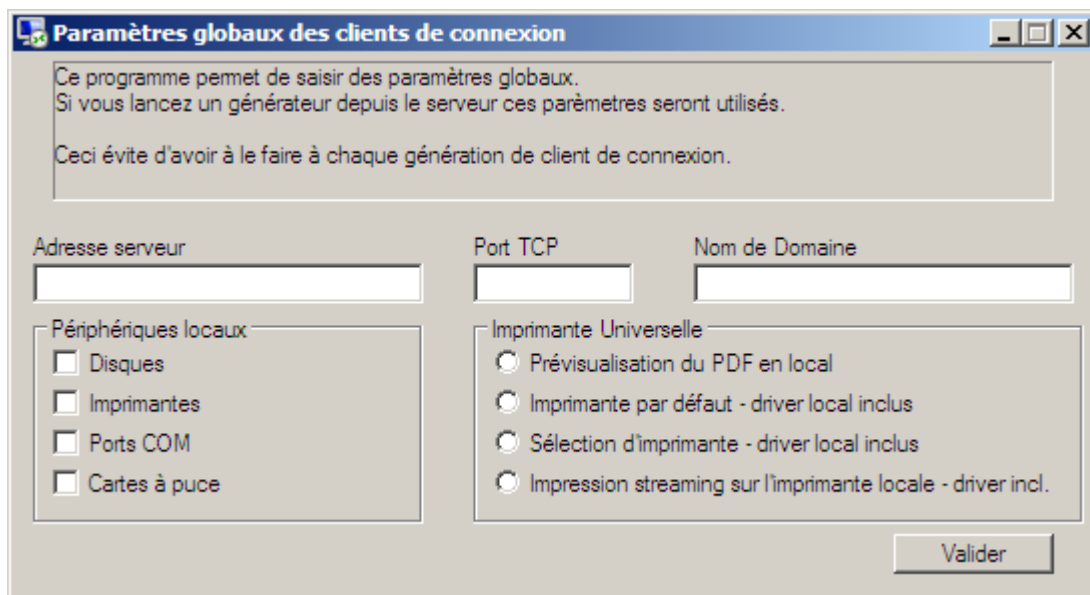 Paramètres globaux des clients de connexion
Ce programme permet de saisir des paramètres globaux.
Si vous lancez un générateur depuis le serveur ces parèmetres seront utilisés.
Ceci évite d'avoir à le faire à chaque génération de client de connexion.
Adresse serveur
Port TCP
Nom de Domaine
Périphériques locaux
Disques
Imprimantes
Ports COM
Cartes à puce
Imprimante Universelle
Prévisualisation du PDF en local
Imprimante par défaut - driver local inclus
Sélection d'imprimante - driver local inclus
Impression streaming sur l'imprimante locale - driver incl.
Valider